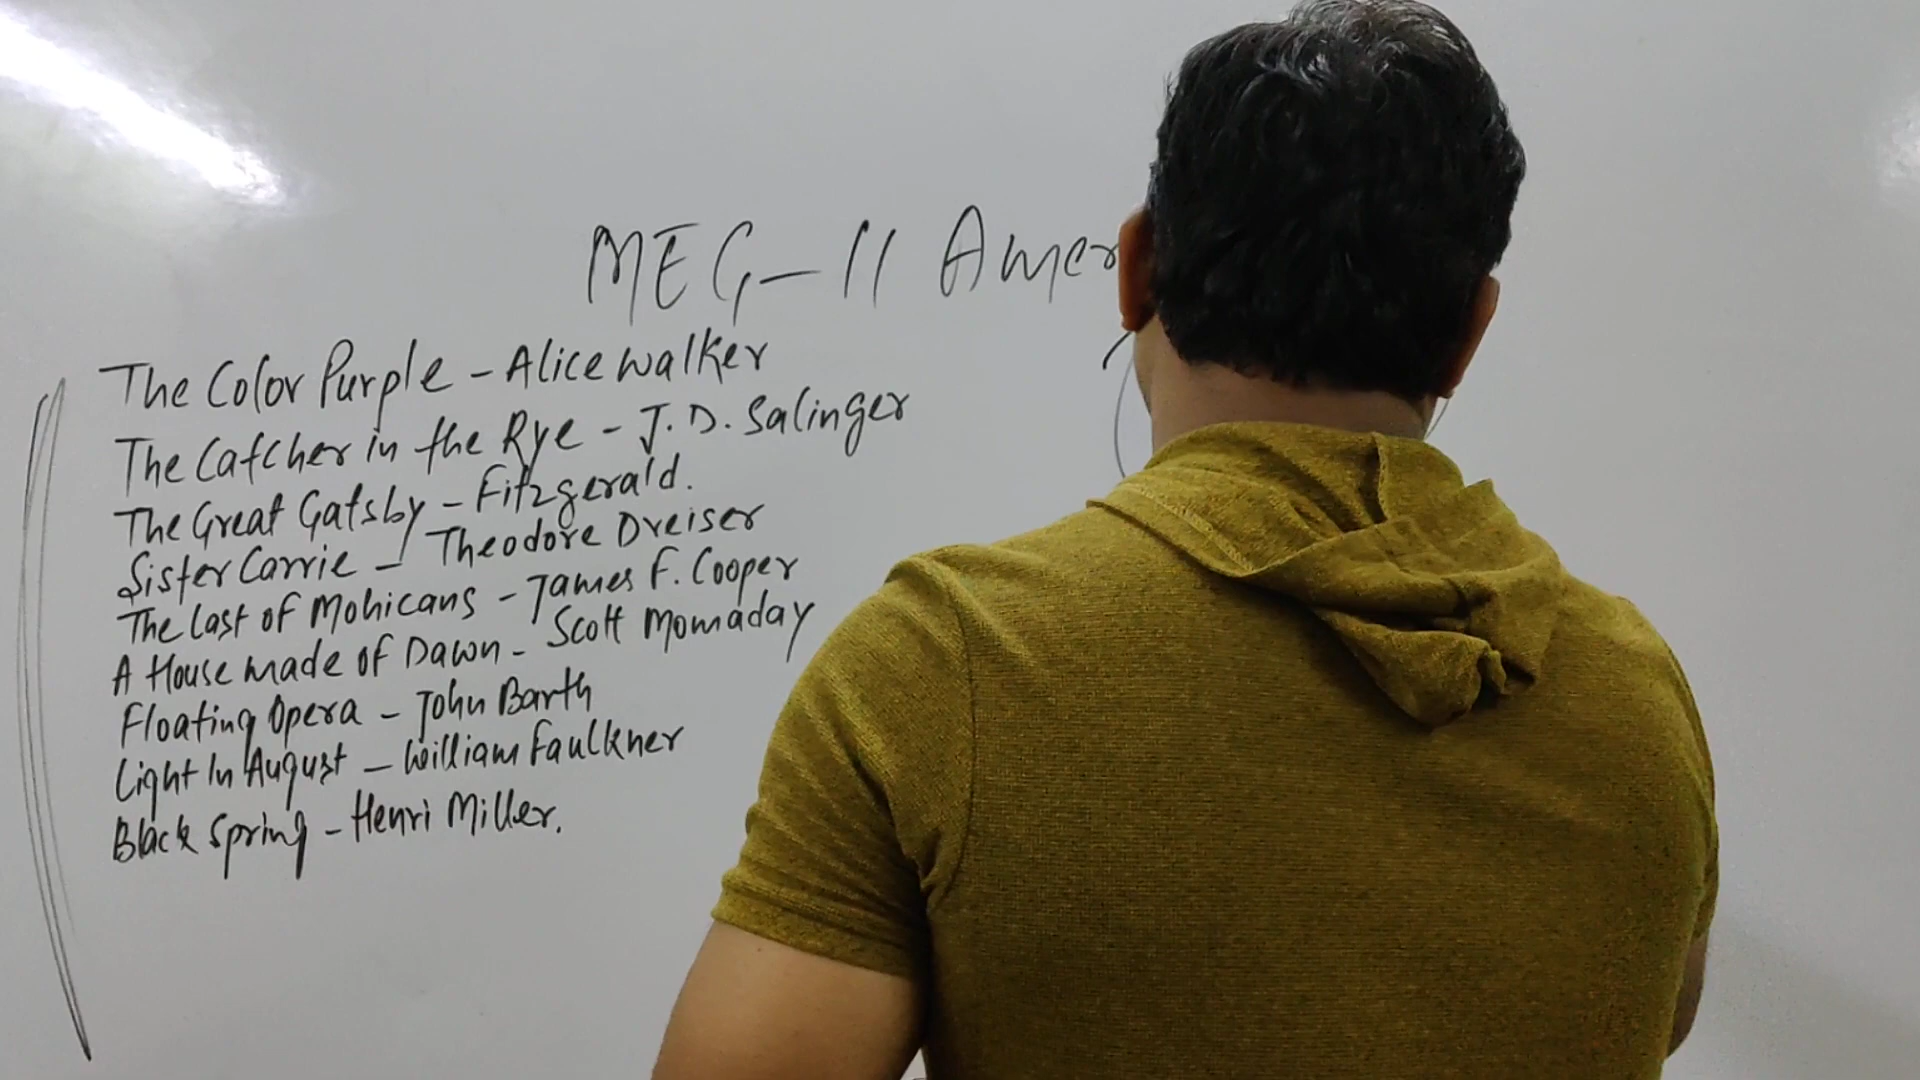 MEG-11 Amer
The Color Purple - Alice Walker
The Catcher in the Rye - J. D. Salinger
The Great Gatsby - Fitzgerald.
Sister Carrie - Theodore Dreiser
The Last of Mohicans - James F. Cooper
A House made of Dawn - Scott Momaday
Floating Opera - John Barth
Light In August - William Faulkner
Black Spring - Henri Miller.